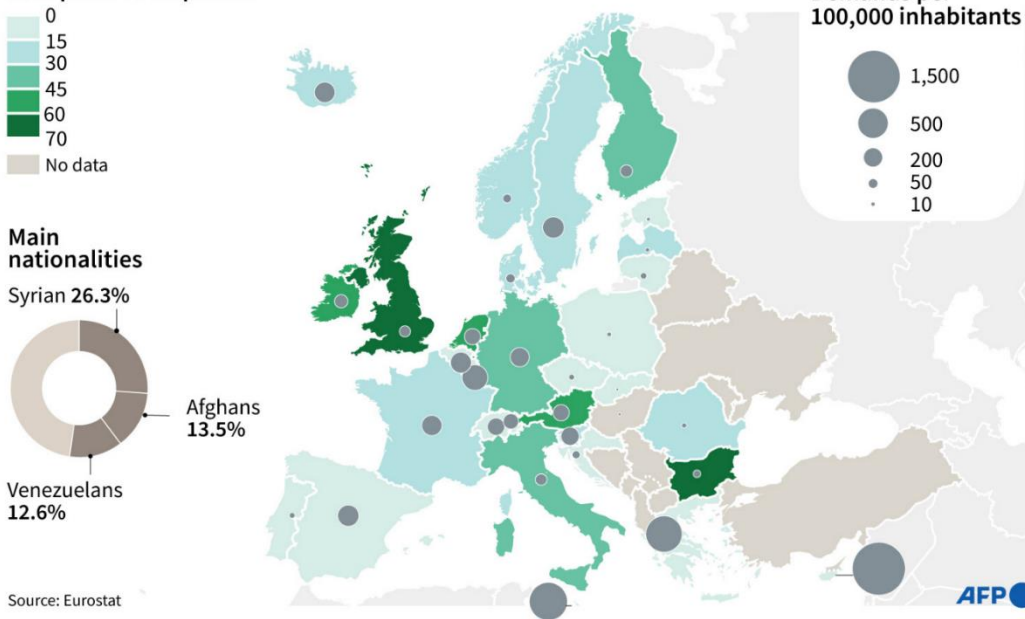 100,000 inhabitants
0
15
30
45
60
70
No data
1,500
500
200
50
10
Main
nationalities
Syrian 26.3%
Afghans
13.5%
Venezuelans
12.6%
Source: Eurostat
AFP